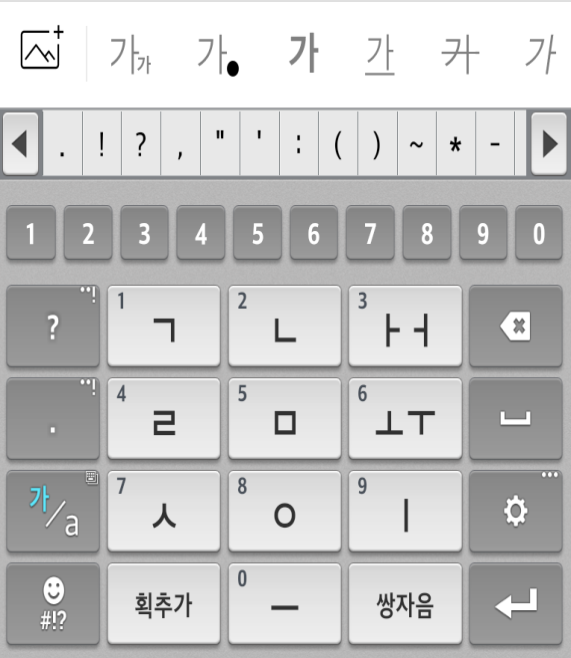 가가 가 가 가 가 가
. ! ? , " ' : ( ) ~ * -
1 2 3 4 5 6 7 8 9 0
? ..! 1 ㄱ 2 ㄴ 3 ㅏㅓ
. ..! 4 ㄹ 5 ㅁ 6 ㅗㅜ
가/a 7 ㅅ 8 ㅇ 9 ㅣ
#!? 획추가 0 ㅡ 쌍자음